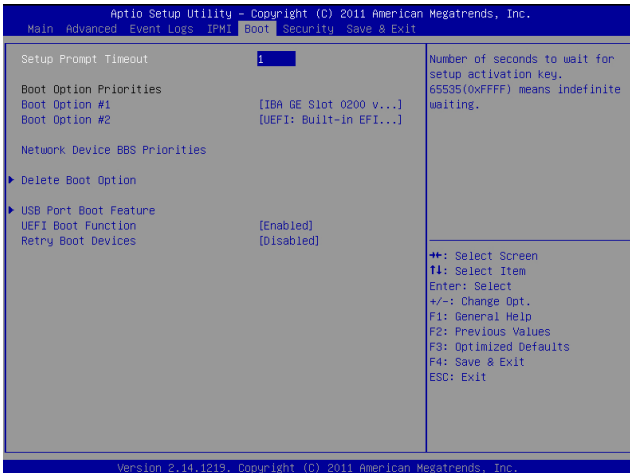 Aptio Setup Utility – Copyright (C) 2011 American Megatrends, Inc.
Main Advanced Event Logs IPMI Boot Security Save & Exit
Setup Prompt Timeout 1
Boot Option Priorities
Boot Option #1 [IBA GE Slot 0200 v...]
Boot Option #2 [UEFI: Built-in EFI...]
Network Device BBS Priorities
Delete Boot Option
USB Port Boot Feature
UEFI Boot Function [Enabled]
Retry Boot Devices [Disabled]
Number of seconds to wait for
setup activation key.
65535(0xFFFF) means indefinite
waiting.
→←: Select Screen
↑↓: Select Item
Enter: Select
+/-: Change Opt.
F1: General Help
F2: Previous Values
F3: Optimized Defaults
F4: Save & Exit
ESC: Exit
Version 2.14.1219. Copyright (C) 2011 American Megatrends, Inc.